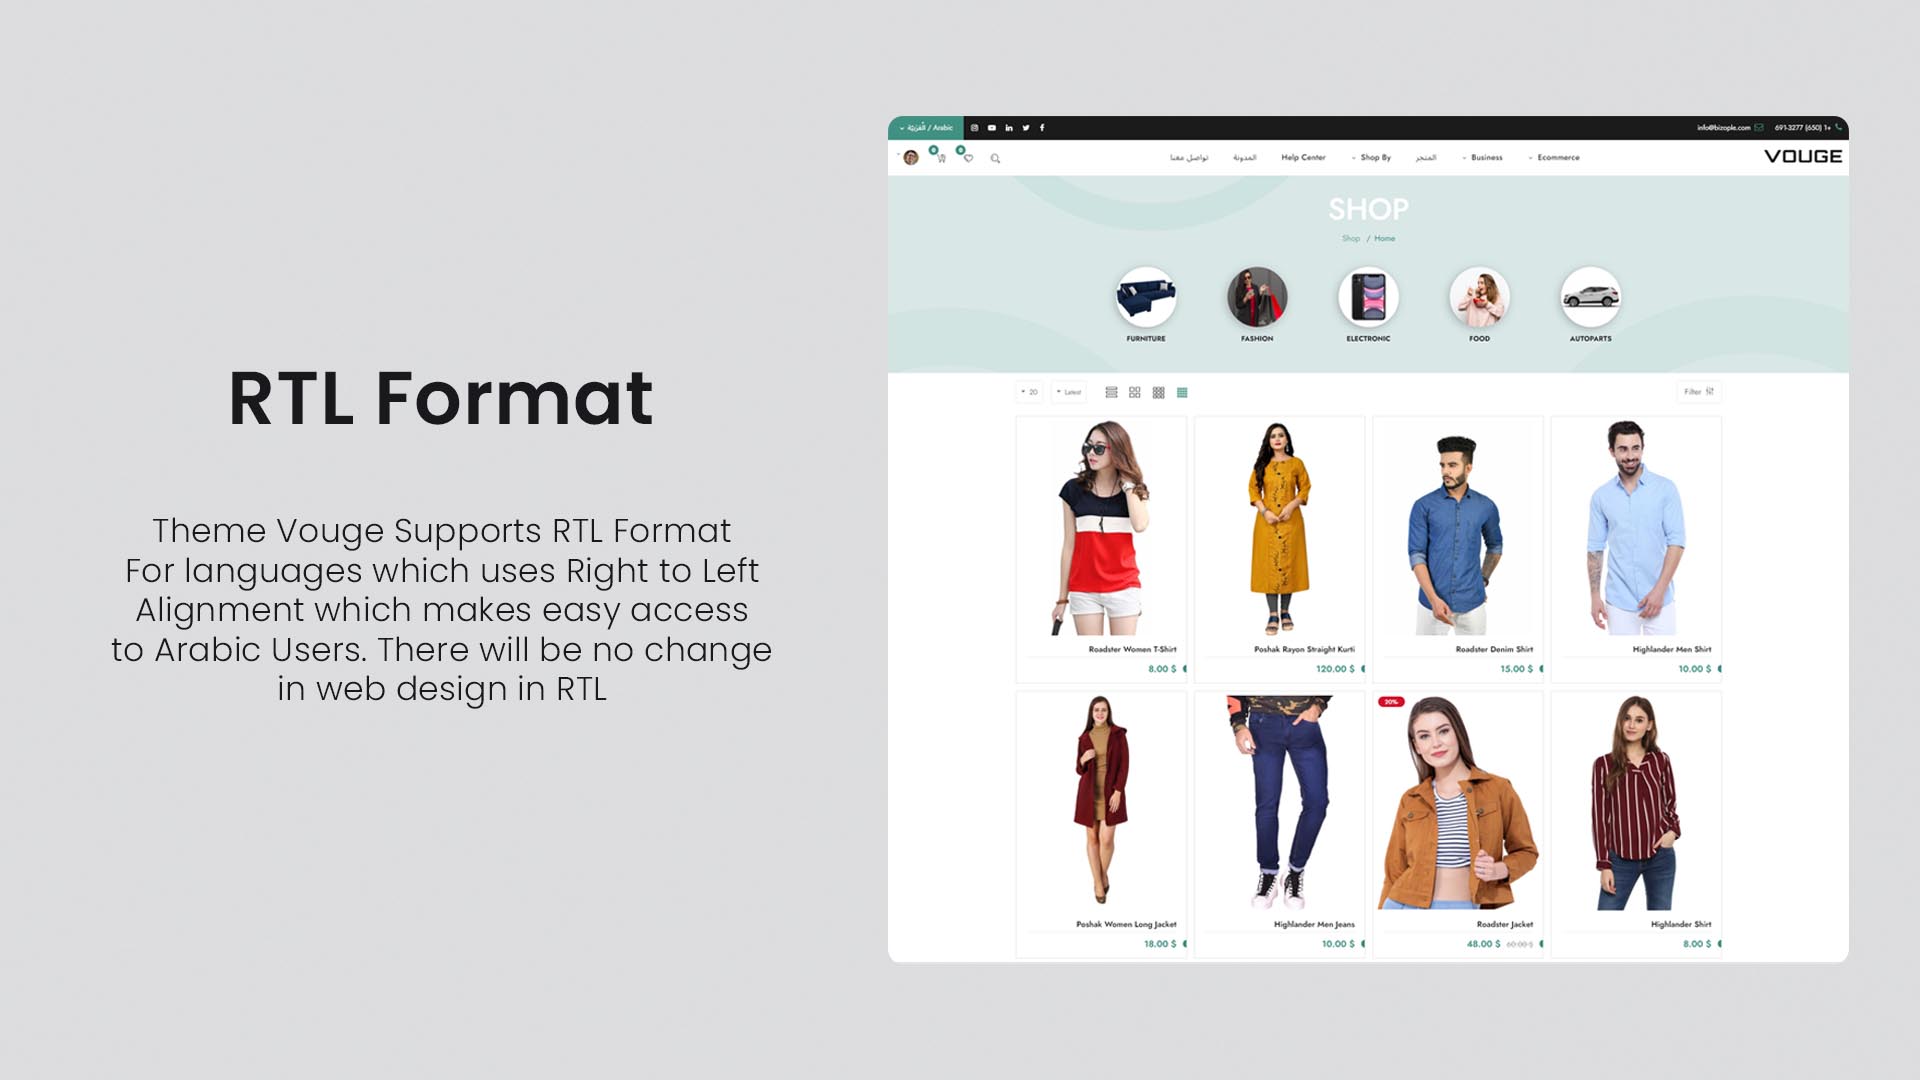 RTL Format
Theme Vouge Supports RTL Format
For languages which uses Right to Left
Alignment which makes easy access
to Arabic Users. There will be no change
in web design in RTL
الْعَرَبيّة / Arabic
info@bizople.com
691-3277 (650) 1+
0
0
تواصل معنا
المدونة
Help Center
Shop By
المتجر
Business
Ecommerce
VOUGE
SHOP
Shop / Home
FURNITURE
FASHION
ELECTRONIC
FOOD
AUTOPARTS
20
Latest
Filter
Roadster Women T-Shirt
8.00 $
Poshak Rayon Straight Kurti
120.00 $
Roadster Denim Shirt
15.00 $
Highlander Men Shirt
10.00 $
Poshak Women Long Jacket
18.00 $
Highlander Men Jeans
10.00 $
20%
Roadster Jacket
48.00 $ 60.00 $
Highlander Shirt
8.00 $